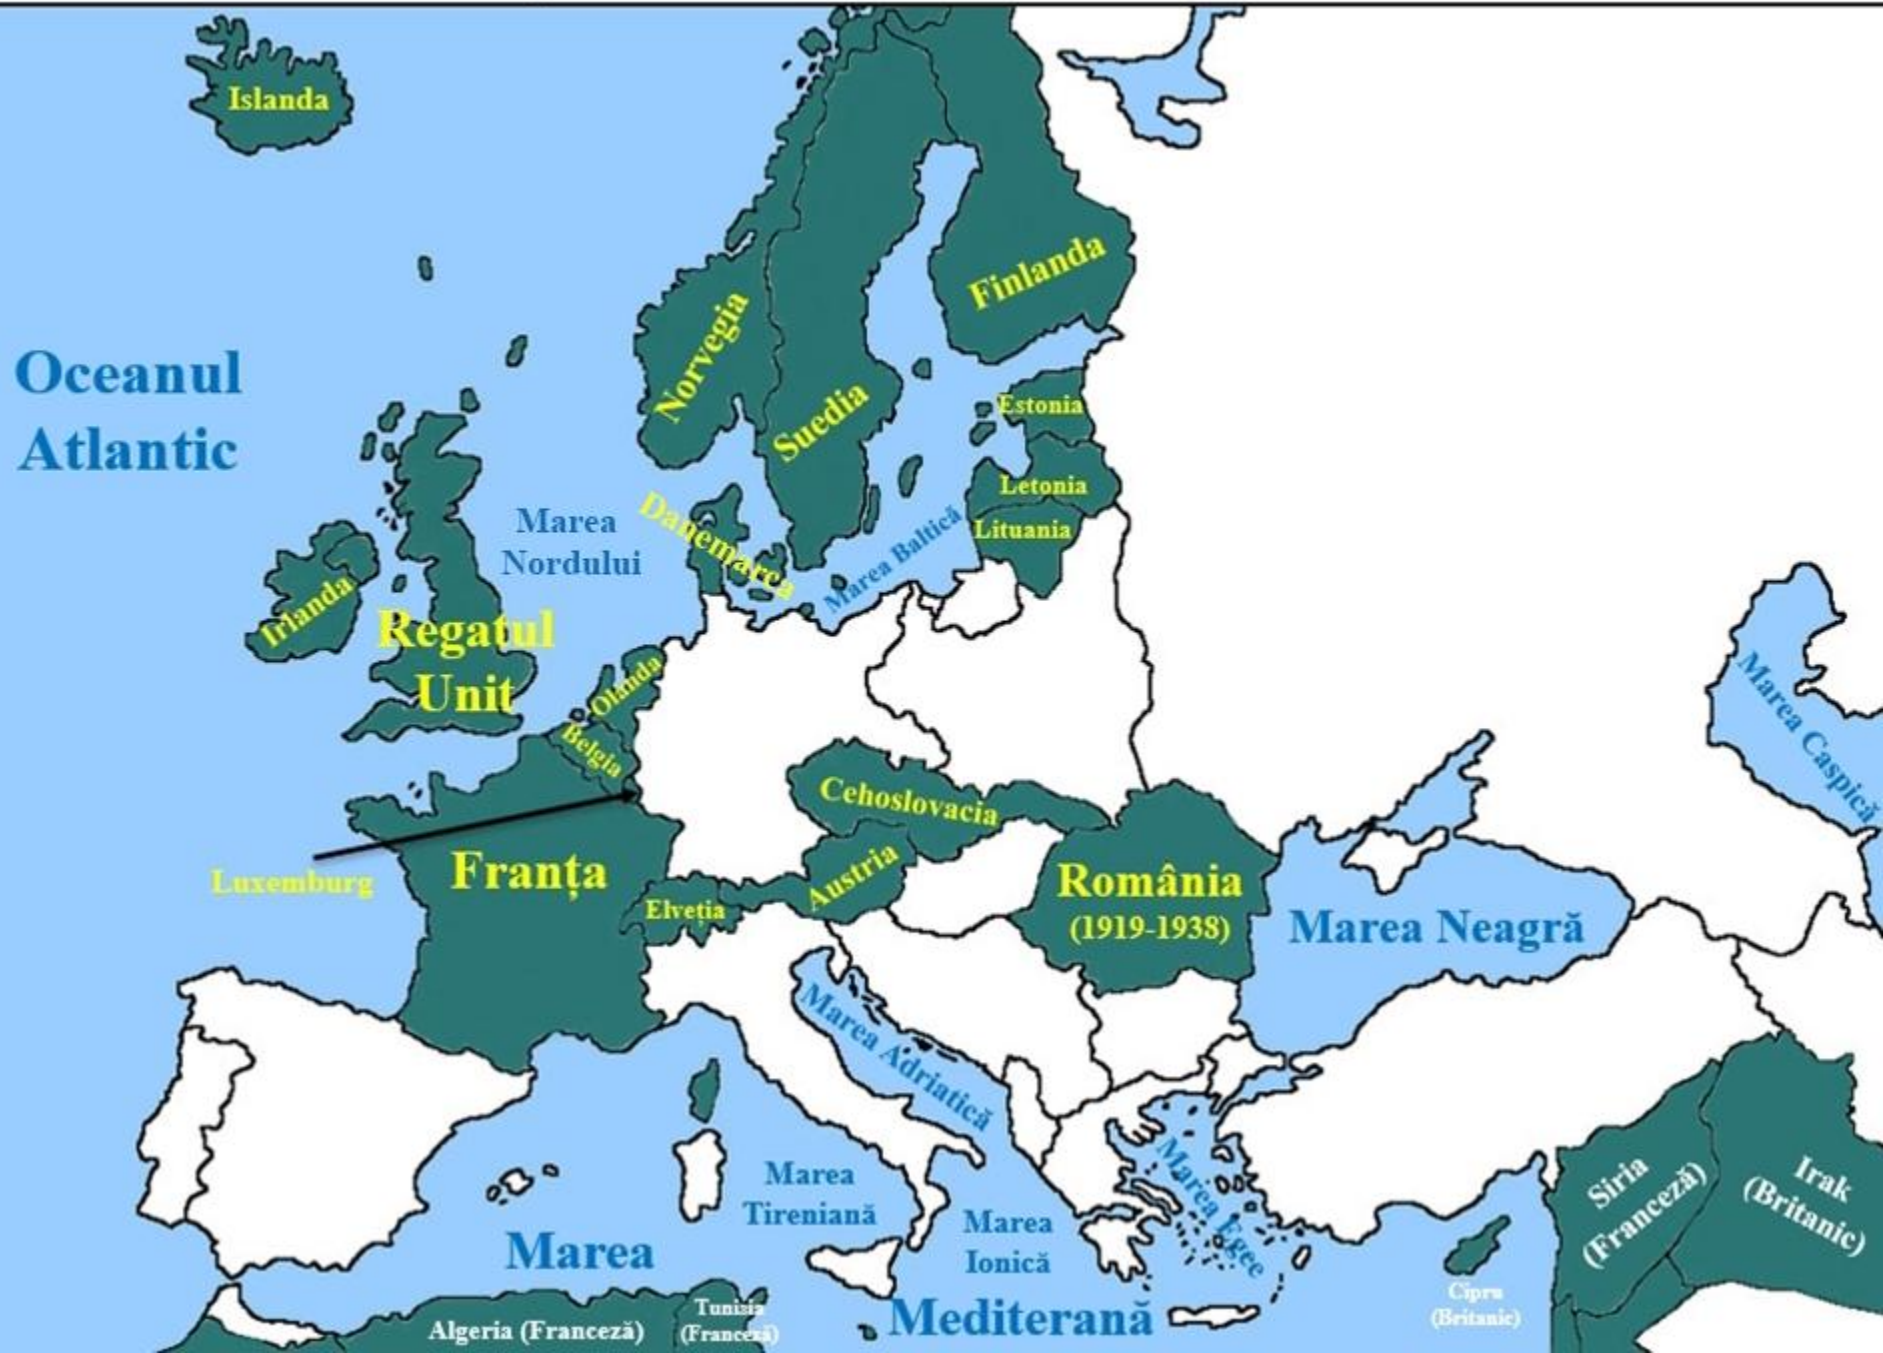 Islanda
Finlanda
Norvegia
Suedia
Oceanul
Atlantic
Estonia
Letonia
Lituania
Danemarca
Marea
Nordului
Marea Baltică
Irlanda
Regatul
Unit
Olanda
Belgia
Marea Caspică
Cehoslovacia
Luxemburg
Franța
Austria
Elveția
România
(1919-1938)
Marea Neagră
Marea Adriatică
Marea
Tireniană
Marea
Ionică
Marea Egee
Siria
(Franceză)
Irak
(Britanic)
Marea
Mediterană
Cipru
(Britanic)
Algeria (Franceză)
Tunisia
(Franceză)